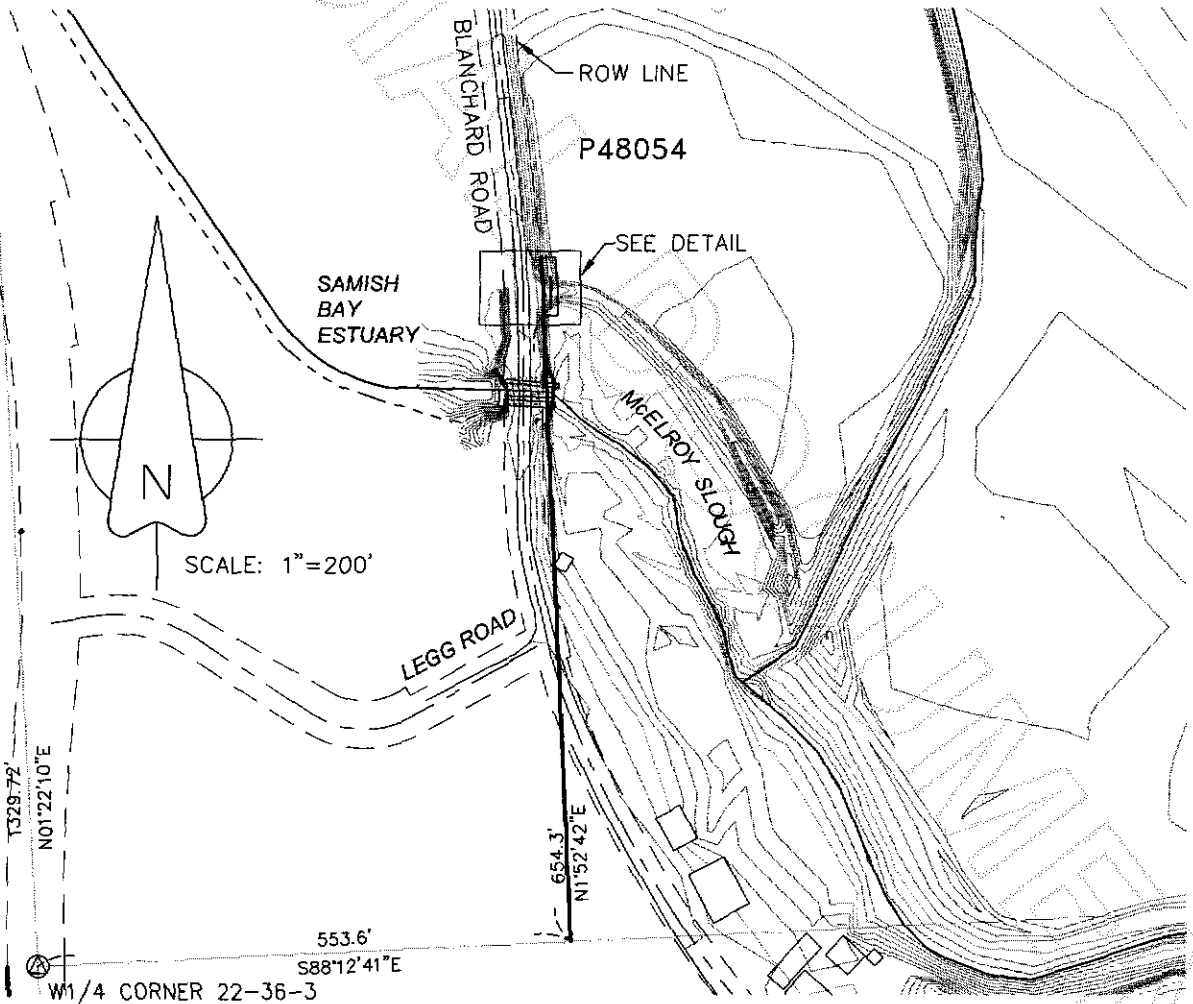 BLANCHARD ROAD
ROW LINE
P48054
SEE DETAIL
SAMISH
BAY
ESTUARY
McELROY SLOUGH
N
SCALE: 1"=200'
LEGG ROAD
1329.72'
N01°22'10"E
654.3'
N1°52'42"E
553.6'
S88°12'41"E
W1/4 CORNER 22-36-3